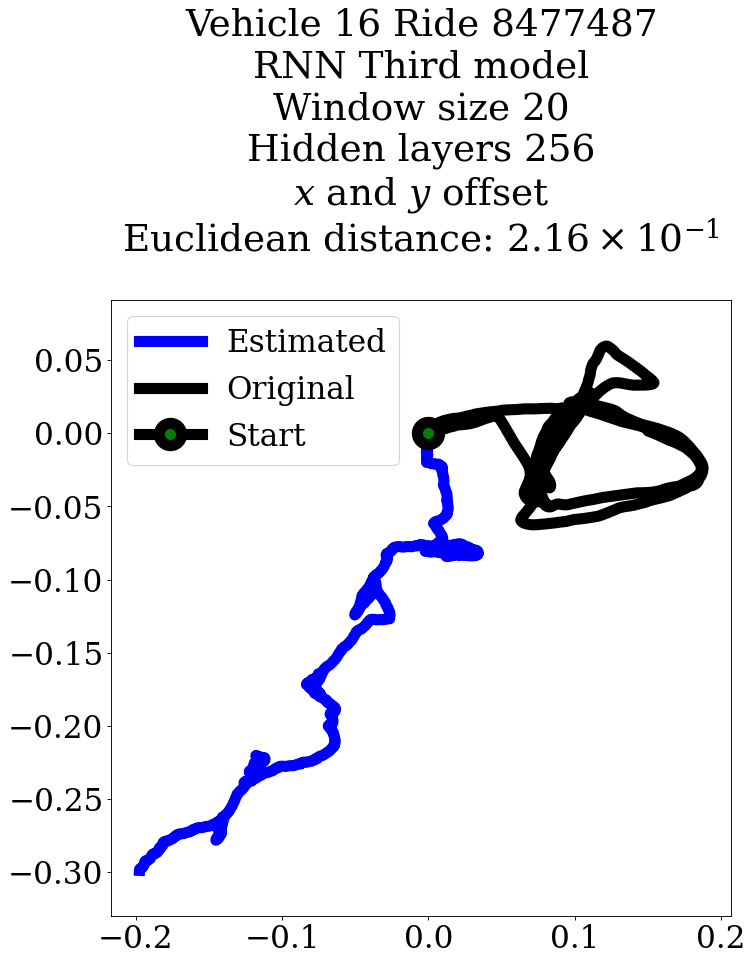 Vehicle 16 Ride 8477487
RNN Third model
Window size 20
Hidden layers 256
x and y offset
Euclidean distance: 2.16 × 10⁻¹
Estimated
Original
Start
0.05
0.00
−0.05
−0.10
−0.15
−0.20
−0.25
−0.30
−0.2 −0.1 0.0 0.1 0.2